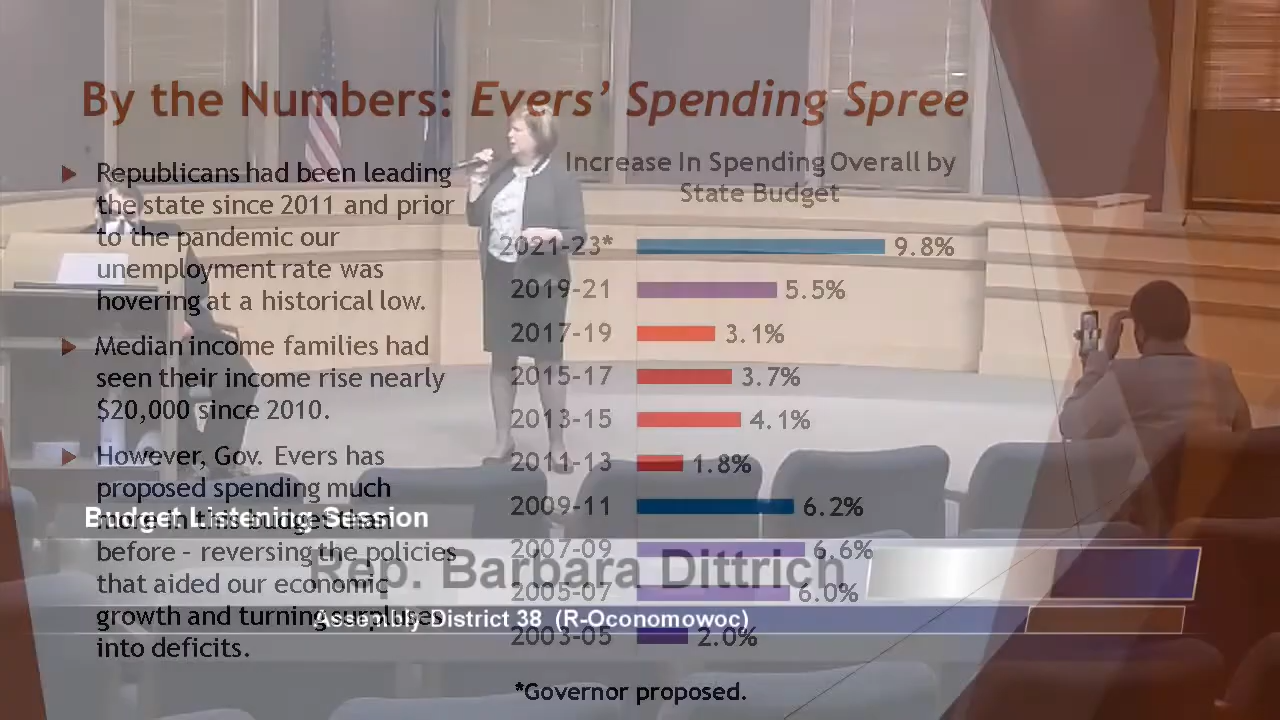 By the Numbers: Evers’ Spending Spree
Republicans had been leading
the state since 2011 and prior
to the pandemic our
unemployment rate was
hovering at a historical low.
Median income families had
seen their income rise nearly
$20,000 since 2010.
However, Gov. Evers has
proposed spending much
more in this budget than
before - reversing the policies
that aided our economic
growth and turning surpluses
into deficits.
Increase In Spending Overall by
State Budget
2021-23* 9.8%
2019-21 5.5%
2017-19 3.1%
2015-17 3.7%
2013-15 4.1%
2011-13 1.8%
2009-11 6.2%
2007-09 6.6%
2005-07 6.0%
2003-05 2.0%
*Governor proposed.
Budget Listening Session
Rep. Barbara Dittrich
Assembly District 38 (R-Oconomowoc)